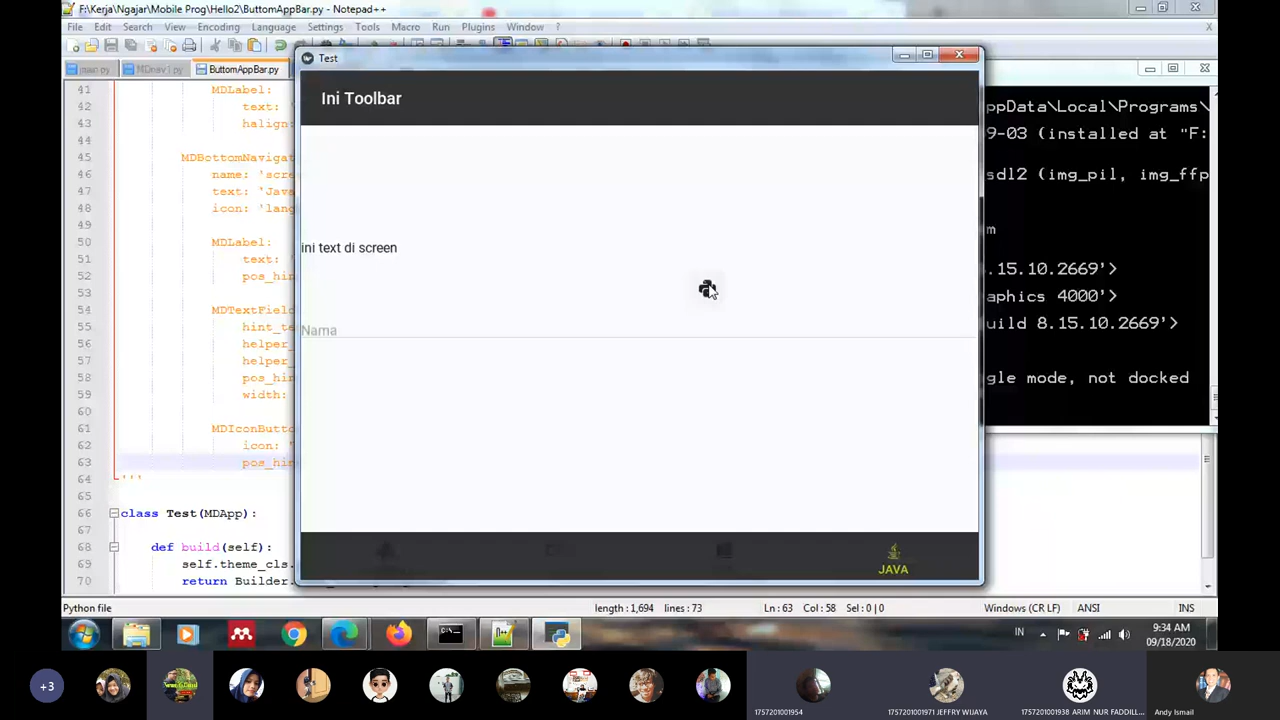 F:\Kerja\Ngajar\Mobile Prog\Hello2\ButtomAppBar.py - Notepad++
File Edit Search View Encoding Language Settings Tools Macro Run Plugins Window ?
X
main.py MDnav1.py ButtomAppBar.py
Test
Ini Toolbar
ini text di screen
Nama
JAVA
41 MDLabel:
42 text: '
43 halign:
44
45 MDBottomNavigat
46 name: 'scre
47 text: 'Java
48 icon: 'lang
49
50 MDLabel:
51 text: '
52 pos_hin
53
54 MDTextField
55 hint_te
56 helper_
57 helper_
58 pos_hin
59 width:
60
61 MDIconButto
62 icon: "
63 pos_hin
64 '''
65
66 class Test(MDApp):
67
68 def build(self):
69 self.theme_cls.
70 return Builder.
ppData\Local\Programs\
9-03 (installed at "F:
sdl2 (img_pil, img_ffp
m
.15.10.2669'>
aphics 4000'>
uild 8.15.10.2669'>
gle mode, not docked
Python file length : 1,694 lines : 73 Ln : 63 Col : 58 Sel : 0 | 0 Windows (CR LF) ANSI INS
IN
9:34 AM
09/18/2020
+3
1757201001954
1757201001971 JEFFRY WIJAYA
1757201001938 ARIM NUR FADDILL...
Andy Ismail